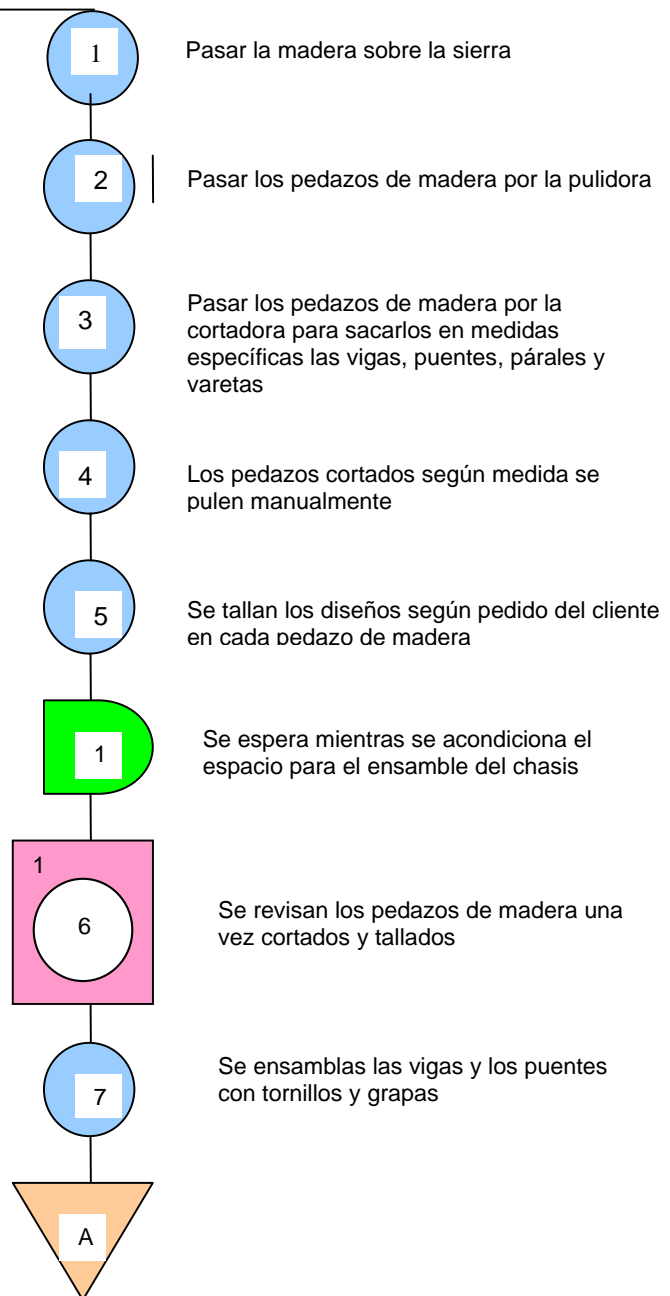 1
Pasar la madera sobre la sierra
2
Pasar los pedazos de madera por la pulidora
3
Pasar los pedazos de madera por la
cortadora para sacarlos en medidas
específicas las vigas, puentes, párales y
varetas
4
Los pedazos cortados según medida se
pulen manualmente
5
Se tallan los diseños según pedido del cliente
en cada pedazo de madera
1
Se espera mientras se acondiciona el
espacio para el ensamble del chasis
1
6
Se revisan los pedazos de madera una
vez cortados y tallados
7
Se ensamblas las vigas y los puentes
con tornillos y grapas
A